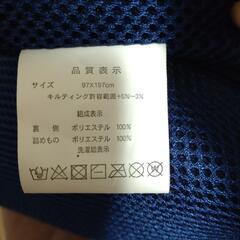 品質表示
サイズ 97X197cm
キルティング許容範囲+5%-3%
組成表示
裏側 ポリエステル 100%
詰めもの ポリエステル 100%
洗濯絵表示